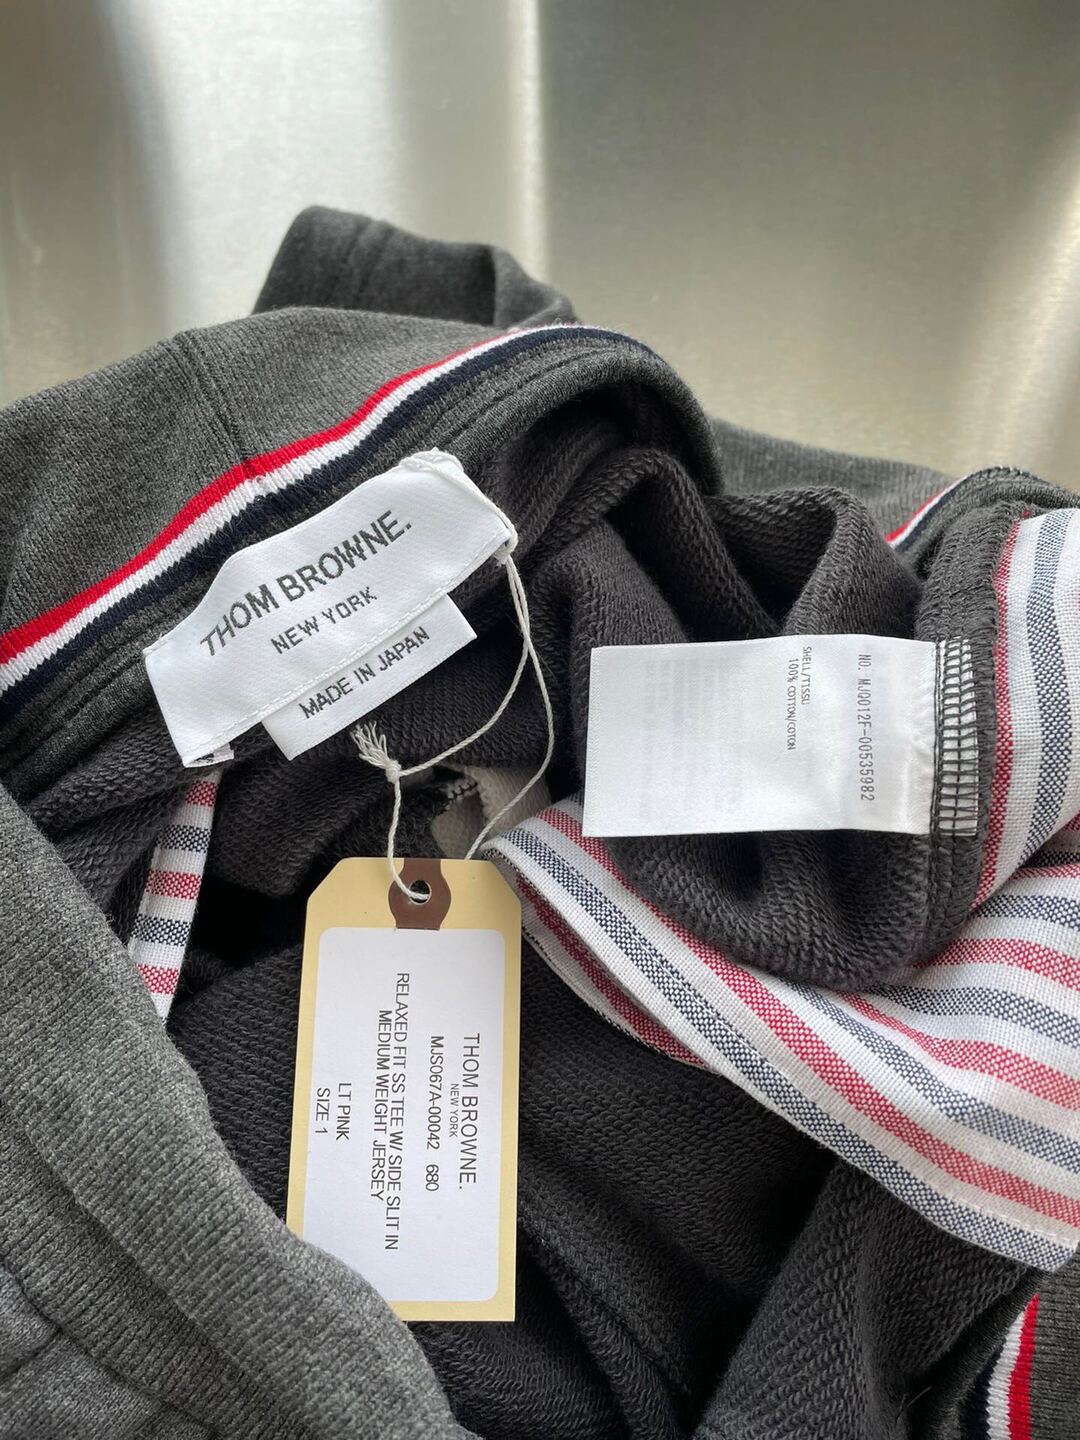 THOM BROWNE.
NEW YORK
MADE IN JAPAN
NO. MJQ012F-00535982
SHELL/TISSU
100% COTTON/COTON
THOM BROWNE.
NEW YORK
MJS067A-00042 680
RELAXED FIT SS TEE W/ SIDE SLIT IN
MEDIUM WEIGHT JERSEY
LT PINK
SIZE 1